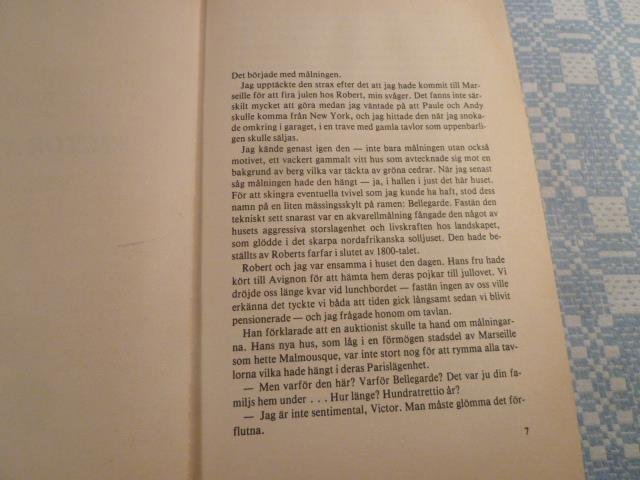 Det började med målningen.
Jag upptäckte den strax efter det att jag hade kommit till Mar-
seille för att fira julen hos Robert, min svåger. Det fanns inte sär-
skilt mycket att göra medan jag väntade på att Paule och Andy
skulle komma från New York, och jag hittade den när jag snoka-
de omkring i garaget, i en trave med gamla tavlor som uppenbarli-
gen skulle säljas.
Jag kände genast igen den — inte bara målningen utan också
motivet, ett vackert gammalt vitt hus som avtecknade sig mot en
bakgrund av berg vilka var täckta av gröna cedrar. När jag senast
såg målningen hade den hängt — ja, i hallen i just det här huset.
För att skingra eventuella tvivel som jag kunde ha haft, stod dess
namn på en liten mässingsskylt på ramen: Bellegarde. Fastän den
tekniskt sett snarast var en akvarellmålning fångade den något av
husets aggressiva storslagenhet och livskraften hos landskapet,
som glödde i det skarpa nordafrikanska solljuset. Den hade be-
ställts av Roberts farfar i slutet av 1800-talet.
Robert och jag var ensamma i huset den dagen. Hans fru hade
kört till Avignon för att hämta hem deras pojkar till jullovet. Vi
dröjde oss länge kvar vid lunchbordet — fastän ingen av oss ville
erkänna det tyckte vi båda att tiden gick långsamt sedan vi blivit
pensionerade — och jag frågade honom om tavlan.
Han förklarade att en auktionist skulle ta hand om målningar-
na. Hans nya hus, som låg i en förmögen stadsdel av Marseille
som hette Malmousque, var inte stort nog för att rymma alla tav-
lorna vilka hade hängt i deras Parislägenhet.
— Men varför den här? Varför Bellegarde? Det var ju din fa-
miljs hem under . . . Hur länge? Hundratrettio år?
— Jag är inte sentimental, Victor. Man måste glömma det för-
flutna.
7